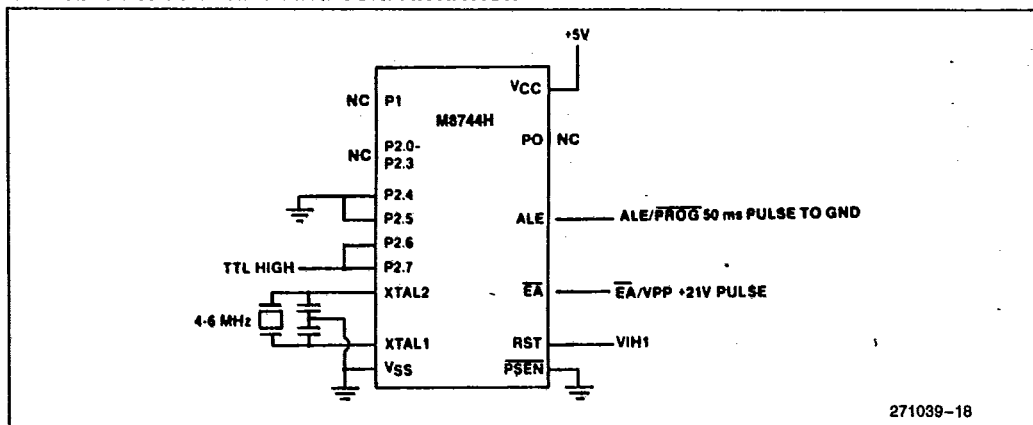 +5V
VCC
NC P1
M8744H
PO NC
NC P2.0-
P2.3
P2.4
P2.5
ALE
ALE/PROG 50 ms PULSE TO GND
P2.6
TTL HIGH
P2.7
XTAL2
EA
EA/VPP +21V PULSE
4-6 MHz
XTAL1
RST
VIH1
VSS
PSEN
271039-18